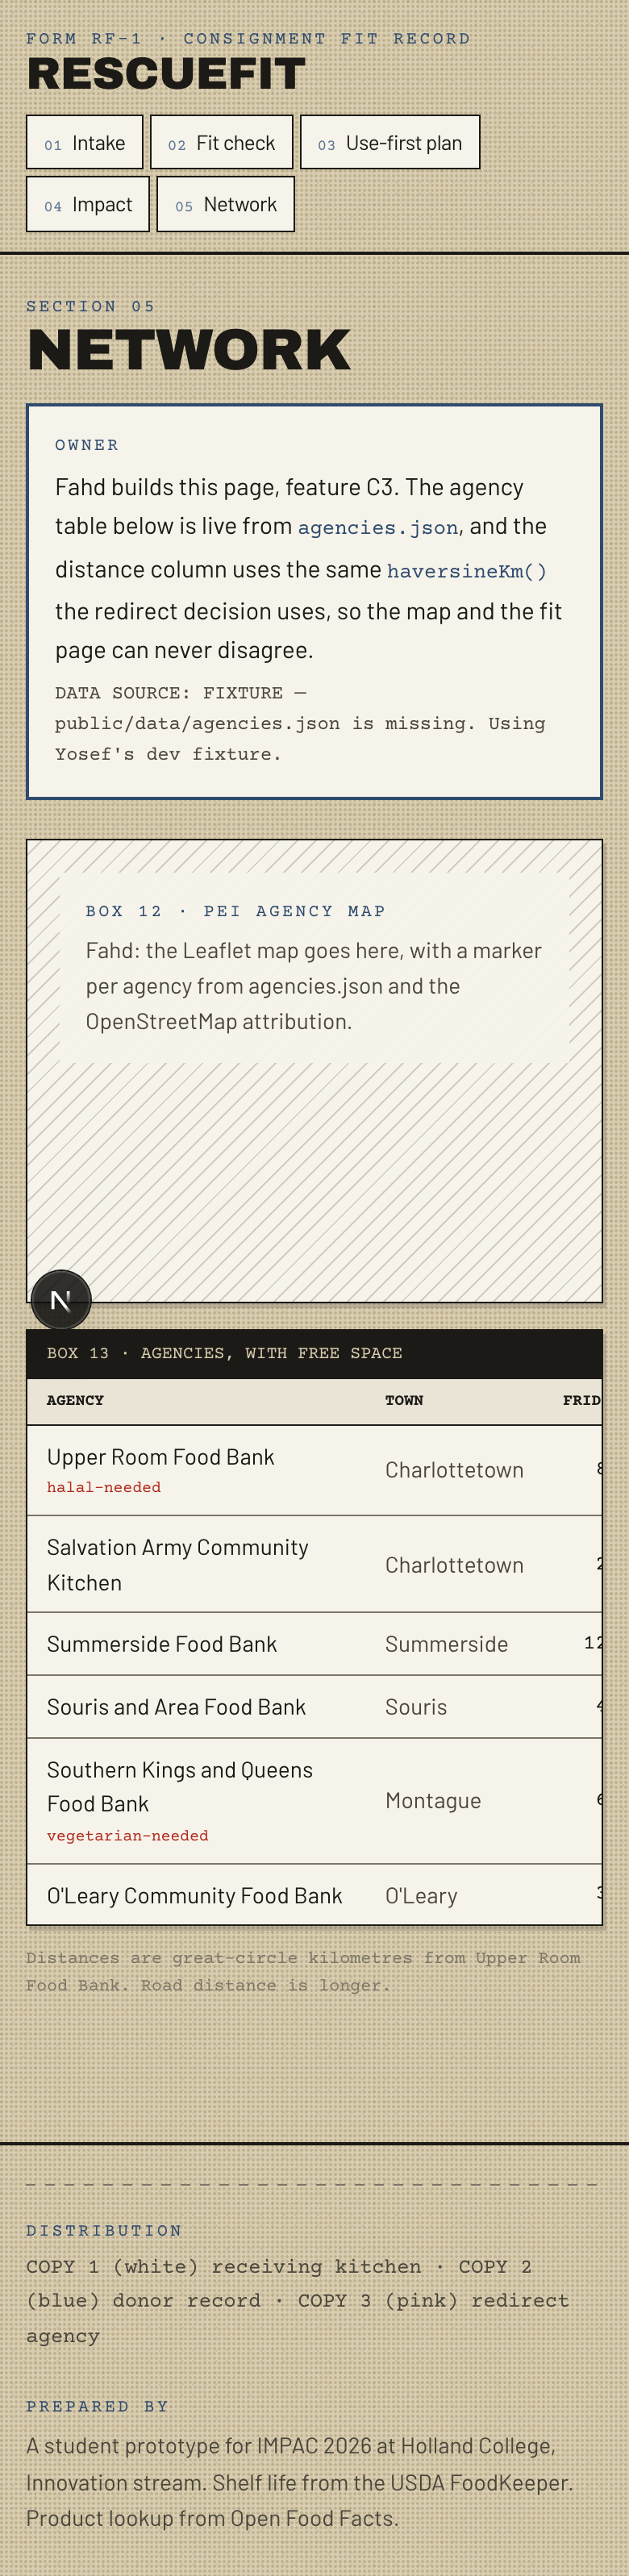 FORM RF-1 · CONSIGNMENT FIT RECORD
RESCUEFIT
01 Intake
02 Fit check
03 Use-first plan
04 Impact
05 Network
SECTION 05
NETWORK
OWNER
Fahd builds this page, feature C3. The agency
table below is live from agencies.json, and the
distance column uses the same haversineKm()
the redirect decision uses, so the map and the fit
page can never disagree.
DATA SOURCE: FIXTURE —
public/data/agencies.json is missing. Using
Yosef's dev fixture.
BOX 12 · PEI AGENCY MAP
Fahd: the Leaflet map goes here, with a marker
per agency from agencies.json and the
OpenStreetMap attribution.
N
BOX 13 · AGENCIES, WITH FREE SPACE
AGENCY TOWN FRID
Upper Room Food Bank Charlottetown
halal-needed
Salvation Army Community
Kitchen Charlottetown
Summerside Food Bank Summerside 12
Souris and Area Food Bank Souris
Southern Kings and Queens
Food Bank Montague
vegetarian-needed
O'Leary Community Food Bank O'Leary
Distances are great-circle kilometres from Upper Room
Food Bank. Road distance is longer.
DISTRIBUTION
COPY 1 (white) receiving kitchen · COPY 2
(blue) donor record · COPY 3 (pink) redirect
agency
PREPARED BY
A student prototype for IMPAC 2026 at Holland College,
Innovation stream. Shelf life from the USDA FoodKeeper.
Product lookup from Open Food Facts.